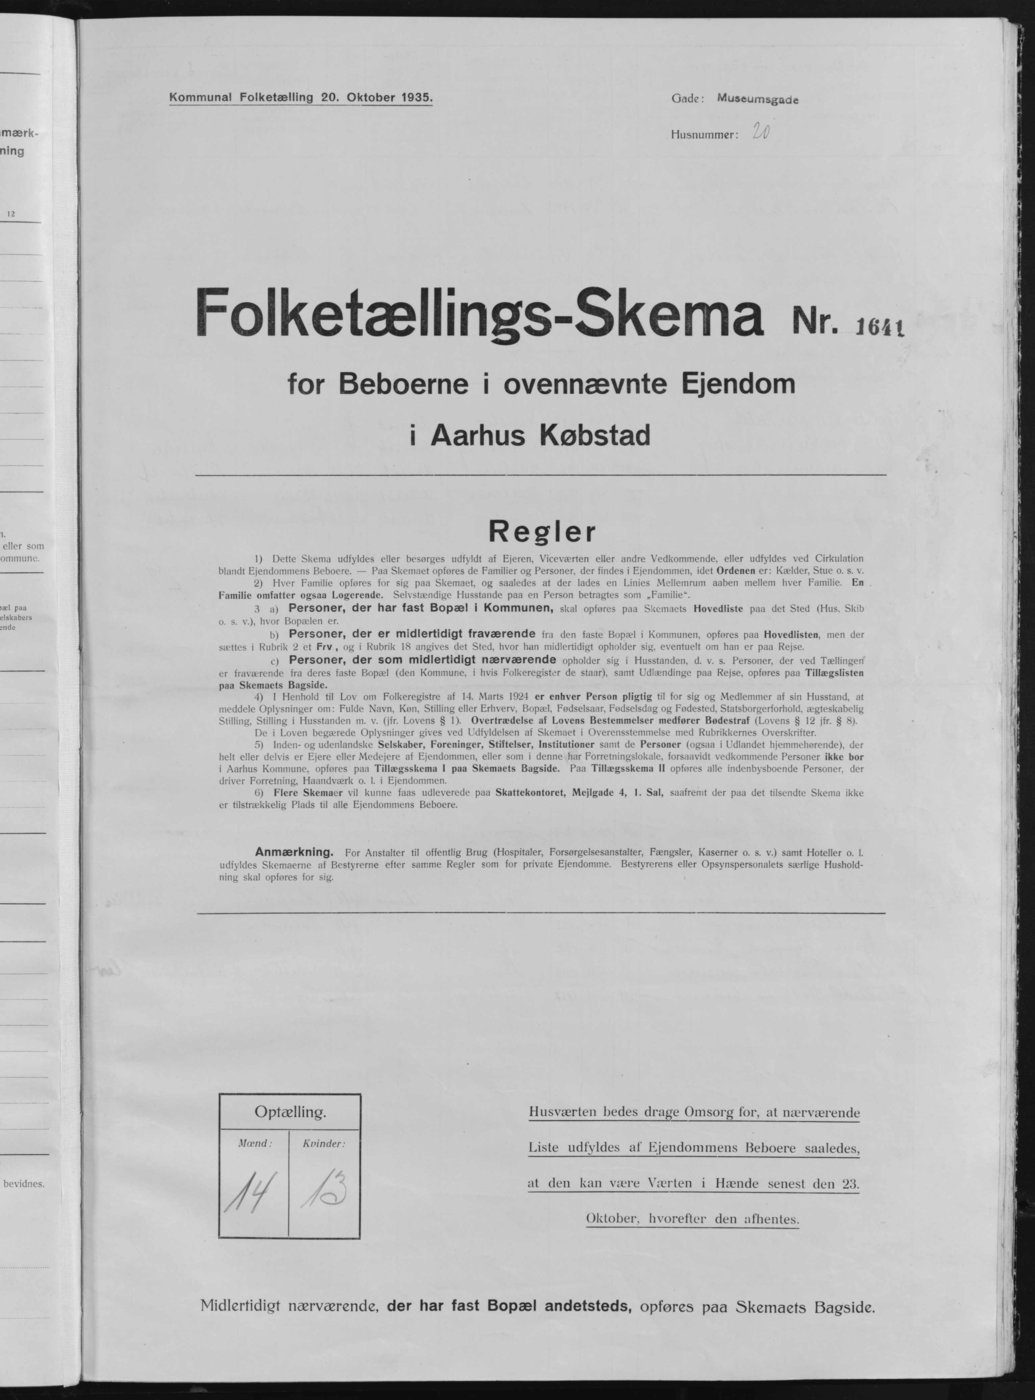 mærk-
ning
12
eller som
ommune.
pæl paa
elskabers
ende
bevidnes.
Kommunal Folketælling 20. Oktober 1935.
Gade: Museumsgade
Husnummer: 20
Folketællings-Skema Nr. 1641
for Beboerne i ovennævnte Ejendom
i Aarhus Købstad
Regler
1) Dette Skema udfyldes eller besørges udfyldt af Ejeren, Viceværten eller andre Vedkommende, eller udfyldes ved Cirkulation
blandt Ejendommens Beboere. — Paa Skemaet opføres de Familier og Personer, der findes i Ejendommen, idet Ordenen er: Kælder, Stue o. s. v.
2) Hver Familie opføres for sig paa Skemaet, og saaledes at der lades en Linies Mellemrum aaben mellem hver Familie. En
Familie omfatter ogsaa Logerende. Selvstændige Husstande paa en Person betragtes som „Familie“.
3 a) Personer, der har fast Bopæl i Kommunen, skal opføres paa Skemaets Hovedliste paa det Sted (Hus, Skib
o. s. v.), hvor Bopælen er.
b) Personer, der er midlertidigt fraværende fra den faste Bopæl i Kommunen, opføres paa Hovedlisten, men der
sættes i Rubrik 2 et Frv, og i Rubrik 18 angives det Sted, hvor han midlertidigt opholder sig, eventuelt om han er paa Rejse.
c) Personer, der som midlertidigt nærværende opholder sig i Husstanden, d. v. s. Personer, der ved Tællingen
er fraværende fra deres faste Bopæl (den Kommune, i hvis Folkeregister de staar), samt Udlændinge paa Rejse, opføres paa Tillægslisten
paa Skemaets Bagside.
4) I Henhold til Lov om Folkeregistre af 14. Marts 1924 er enhver Person pligtig til for sig og Medlemmer af sin Husstand, at
meddele Oplysninger om: Fulde Navn, Køn, Stilling eller Erhverv, Bopæl, Fødselsaar, Fødselsdag og Fødested, Statsborgerforhold, ægteskabelig
Stilling, Stilling i Husstanden m. v. (jfr. Lovens § 1). Overtrædelse af Lovens Bestemmelser medfører Bødestraf (Lovens § 12 jfr. § 8).
De i Loven begærede Oplysninger gives ved Udfyldelsen af Skemaet i Overensstemmelse med Rubrikkernes Overskrifter.
5) Inden- og udenlandske Selskaber, Foreninger, Stiftelser, Institutioner samt de Personer (ogsaa i Udlandet hjemmehørende), der
helt eller delvis er Ejere eller Medejere af Ejendommen, eller som i denne har Forretningslokale, forsaavidt vedkommende Personer ikke bor
i Aarhus Kommune, opføres paa Tillægsskema I paa Skemaets Bagside. Paa Tillægsskema II opføres alle indenbysboende Personer, der
driver Forretning, Haandværk o. l. i Ejendommen.
6) Flere Skemaer vil kunne faas udleverede paa Skattekontoret, Mejlgade 4, 1. Sal, saafremt der paa det tilsendte Skema ikke
er tilstrækkelig Plads til alle Ejendommens Beboere.
Anmærkning. For Anstalter til offentlig Brug (Hospitaler, Forsørgelsesanstalter, Fængsler, Kaserner o. s. v.) samt Hoteller o. l.
udfyldes Skemaerne af Bestyrerne efter samme Regler som for private Ejendomme. Bestyrerens eller Opsynspersonalets særlige Hushold-
ning skal opføres for sig.
Optælling.
Mænd: Kvinder:
14 13
Husværten bedes drage Omsorg for, at nærværende
Liste udfyldes af Ejendommens Beboere saaledes,
at den kan være Værten i Hænde senest den 23.
Oktober, hvorefter den afhentes.
Midlertidigt nærværende, der har fast Bopæl andetsteds, opføres paa Skemaets Bagside.